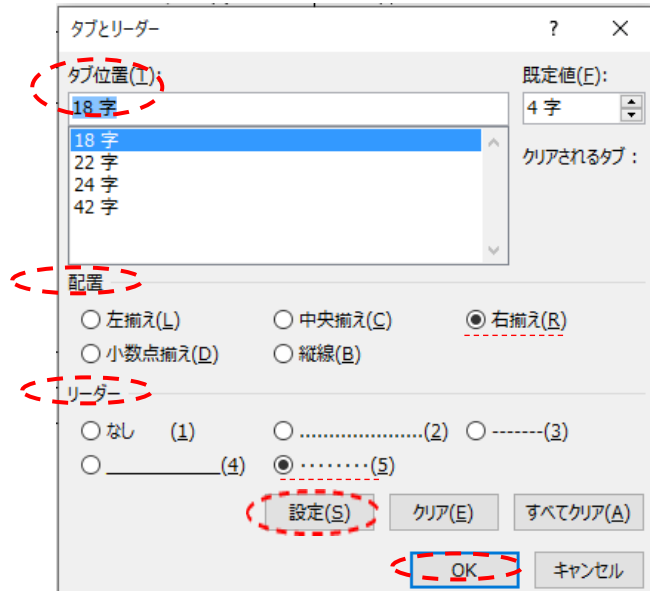 タブとリーダー ? ×
タブ位置(T): 既定値(F):
18 字 4 字
18 字
22 字
24 字
42 字
クリアされるタブ：
配置
左揃え(L) 中央揃え(C) 右揃え(R)
小数点揃え(D) 縦線(B)
リーダー
なし (1) .....................(2) -------(3)
____________(4) ········(5)
設定(S) クリア(E) すべてクリア(A)
OK キャンセル